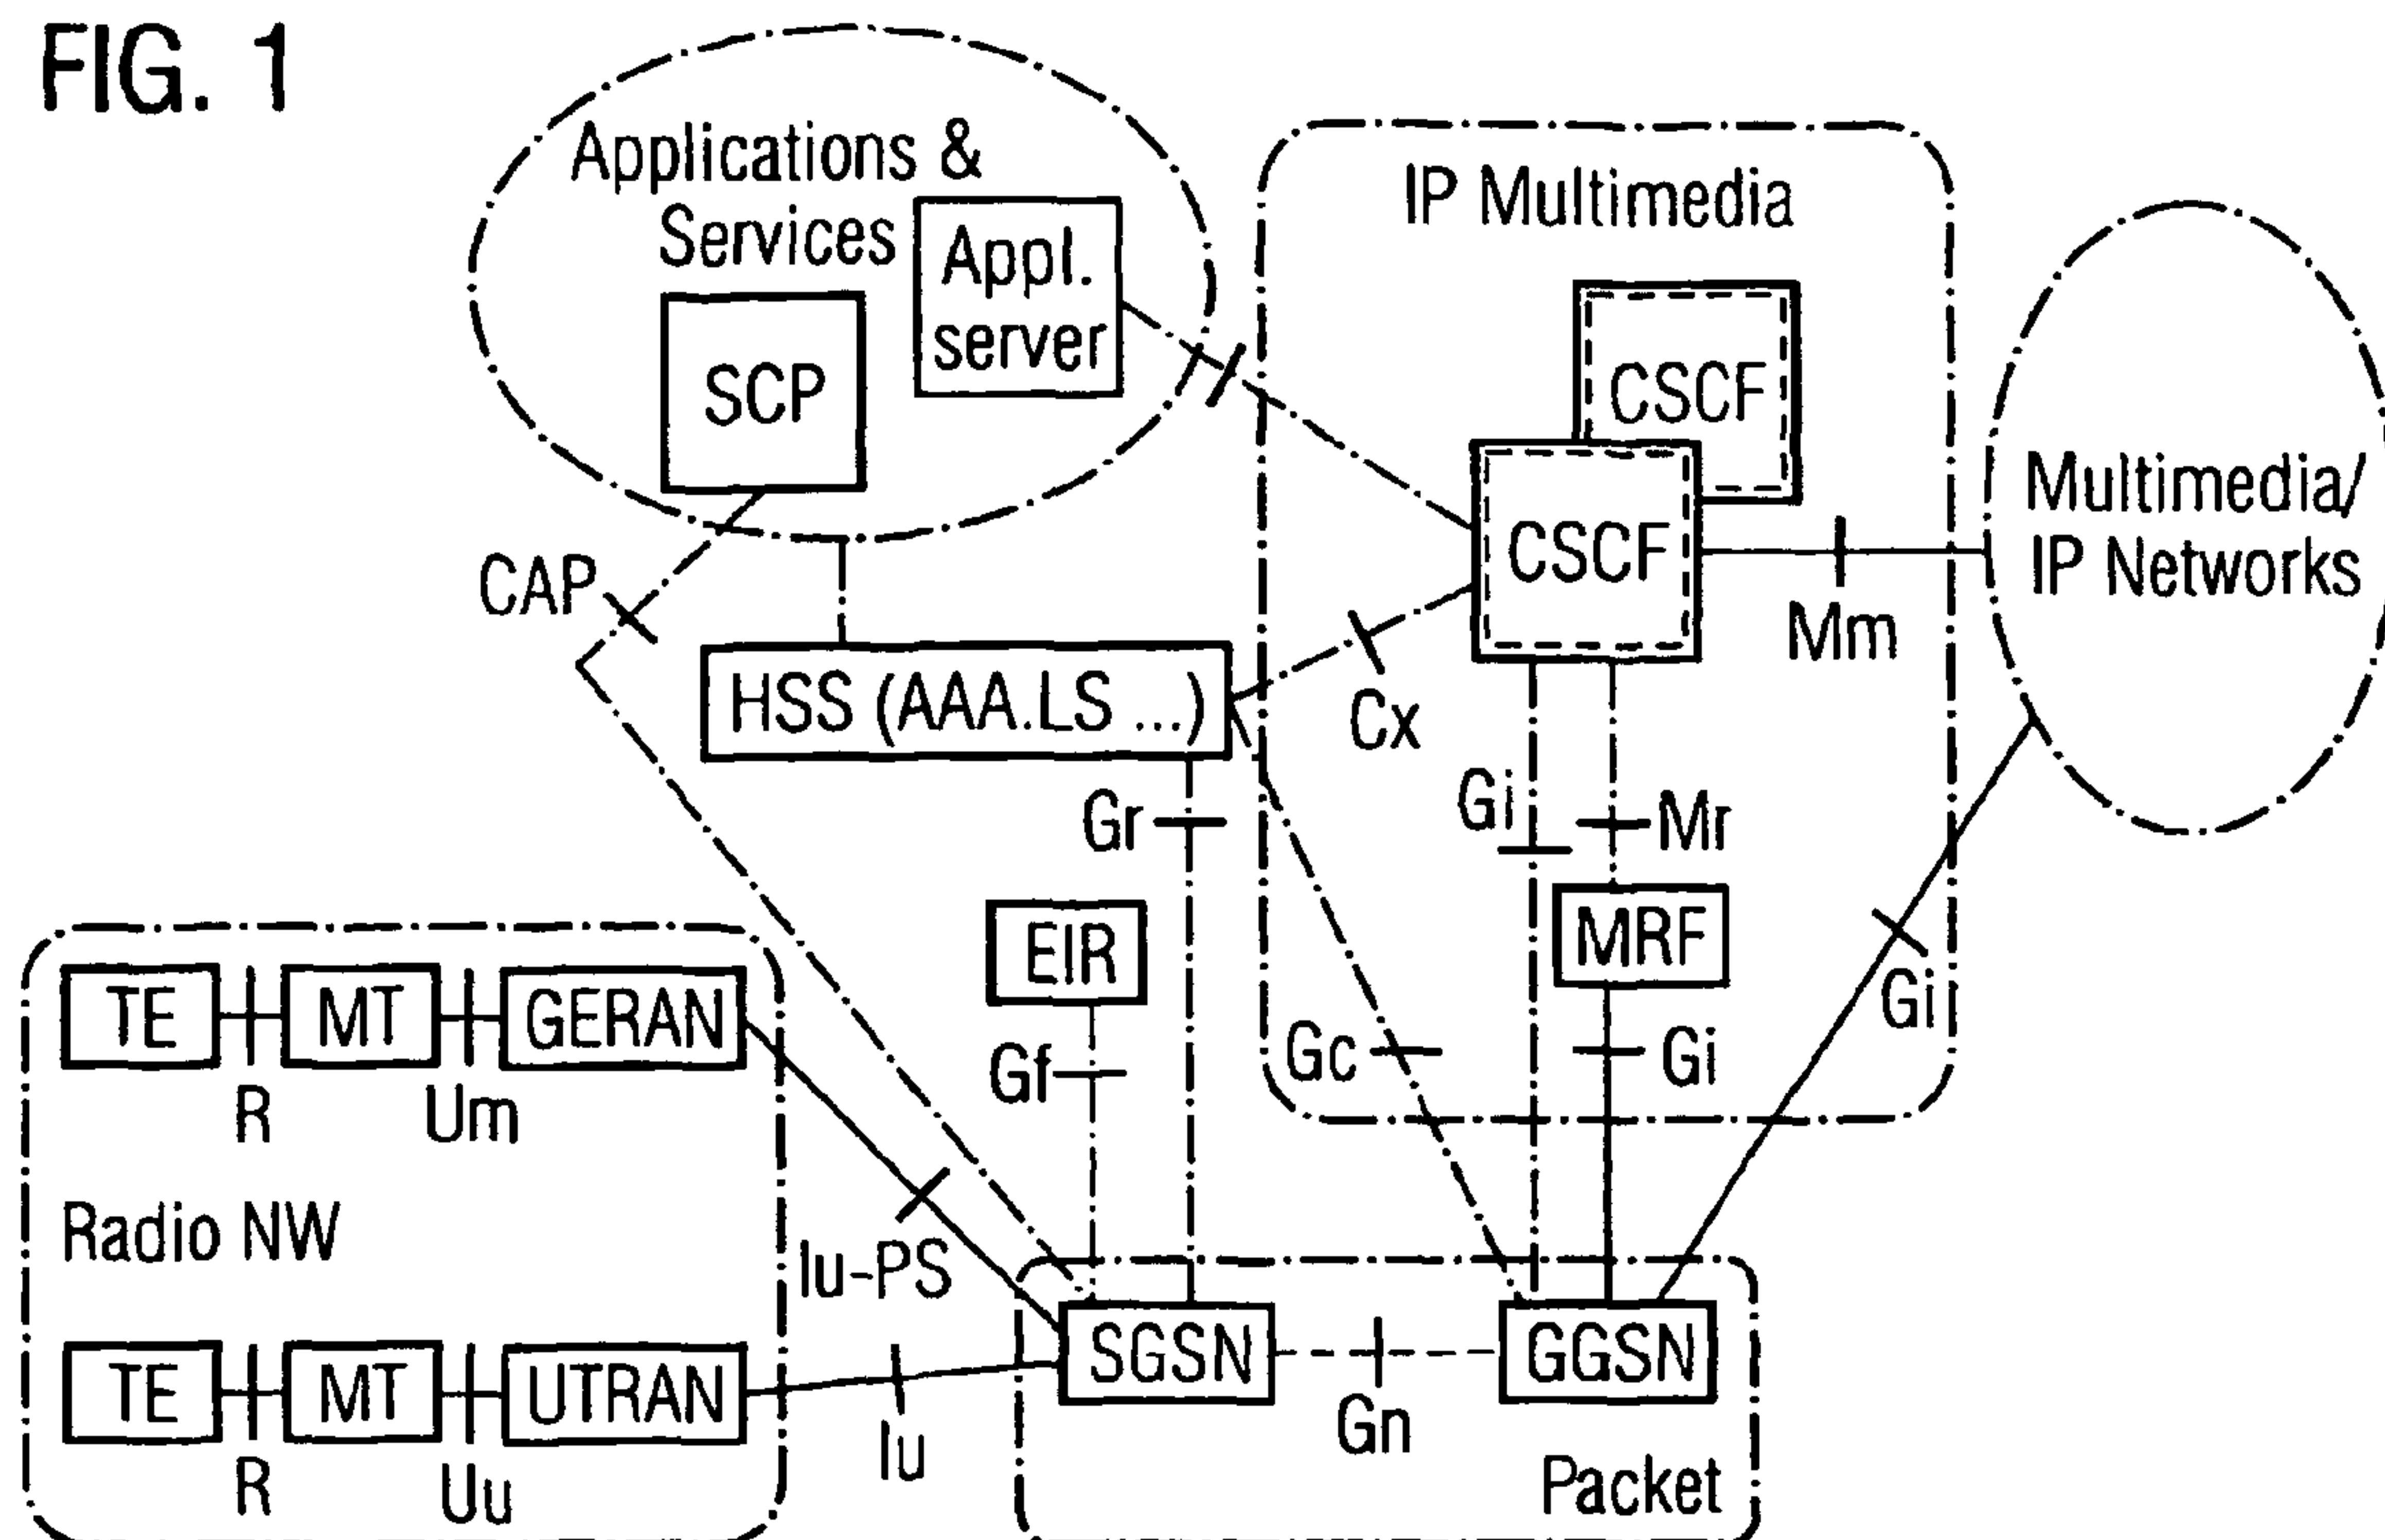 FIG. 1
Applications &
Services
Appl.
server
SCP
IP Multimedia
CSCF
CSCF
Multimedia/
IP Networks
Mm
CAP
HSS (AAA.LS ...)
Cx
Gr
Gi
Mr
EIR
MRF
Gi
Gf
Gc
Gi
TE
MT
GERAN
R
Um
Radio NW
Iu-PS
TE
MT
UTRAN
R
Uu
Iu
SGSN
GGSN
Gn
Packet